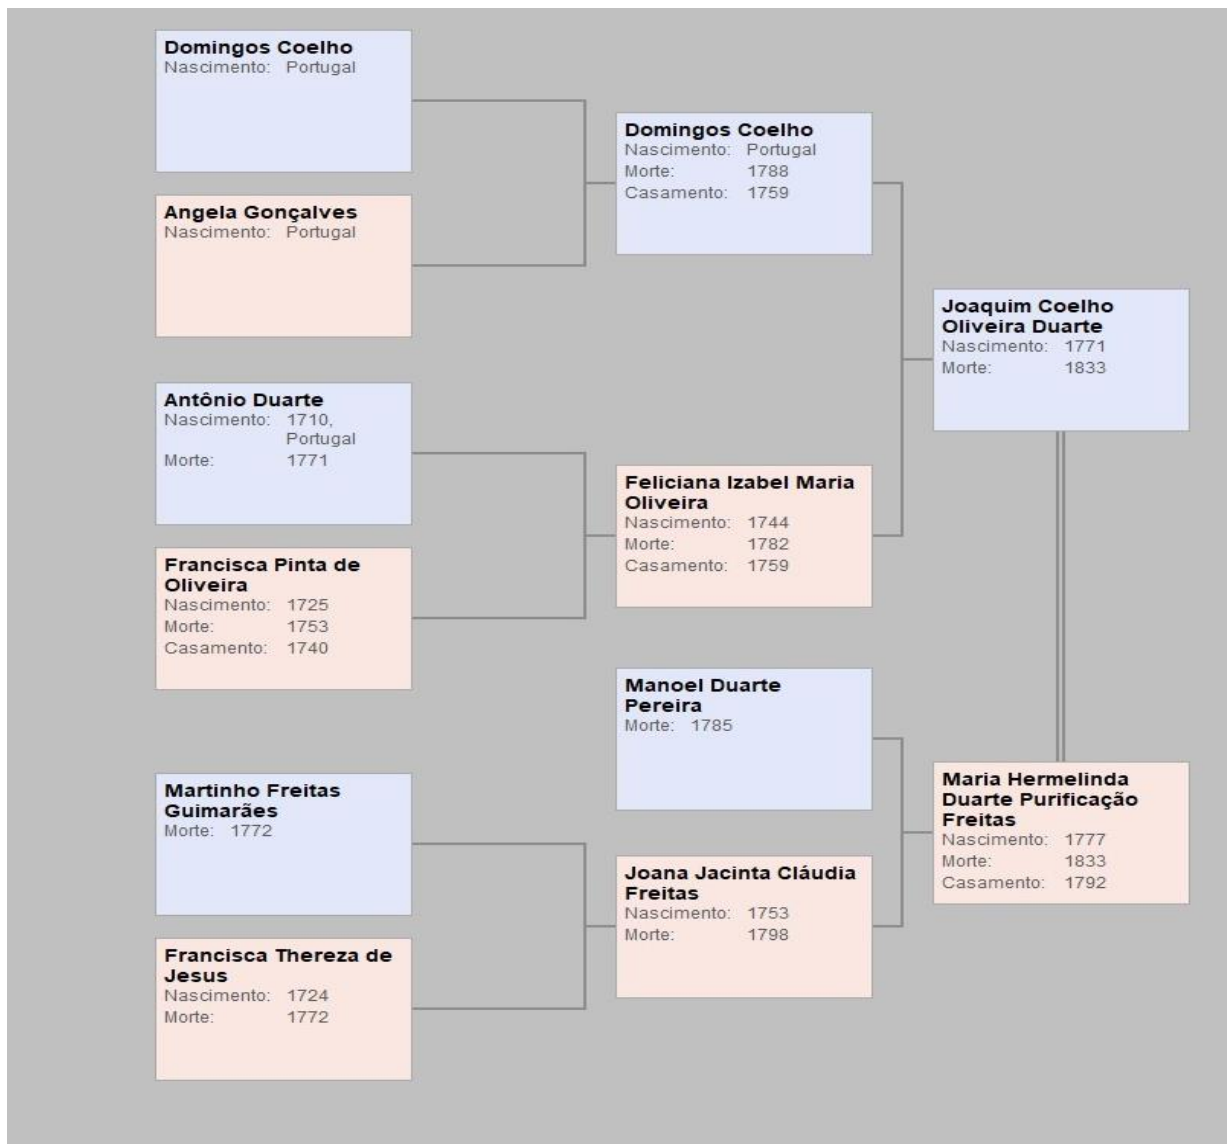 Domingos Coelho
Nascimento: Portugal
Angela Gonçalves
Nascimento: Portugal
Antônio Duarte
Nascimento: 1710,
Portugal
Morte: 1771
Francisca Pinta de
Oliveira
Nascimento: 1725
Morte: 1753
Casamento: 1740
Martinho Freitas
Guimarães
Morte: 1772
Francisca Thereza de
Jesus
Nascimento: 1724
Morte: 1772
Domingos Coelho
Nascimento: Portugal
Morte: 1788
Casamento: 1759
Feliciana Izabel Maria
Oliveira
Nascimento: 1744
Morte: 1782
Casamento: 1759
Manoel Duarte
Pereira
Morte: 1785
Joana Jacinta Cláudia
Freitas
Nascimento: 1753
Morte: 1798
Joaquim Coelho
Oliveira Duarte
Nascimento: 1771
Morte: 1833
Maria Hermelinda
Duarte Purificação
Freitas
Nascimento: 1777
Morte: 1833
Casamento: 1792